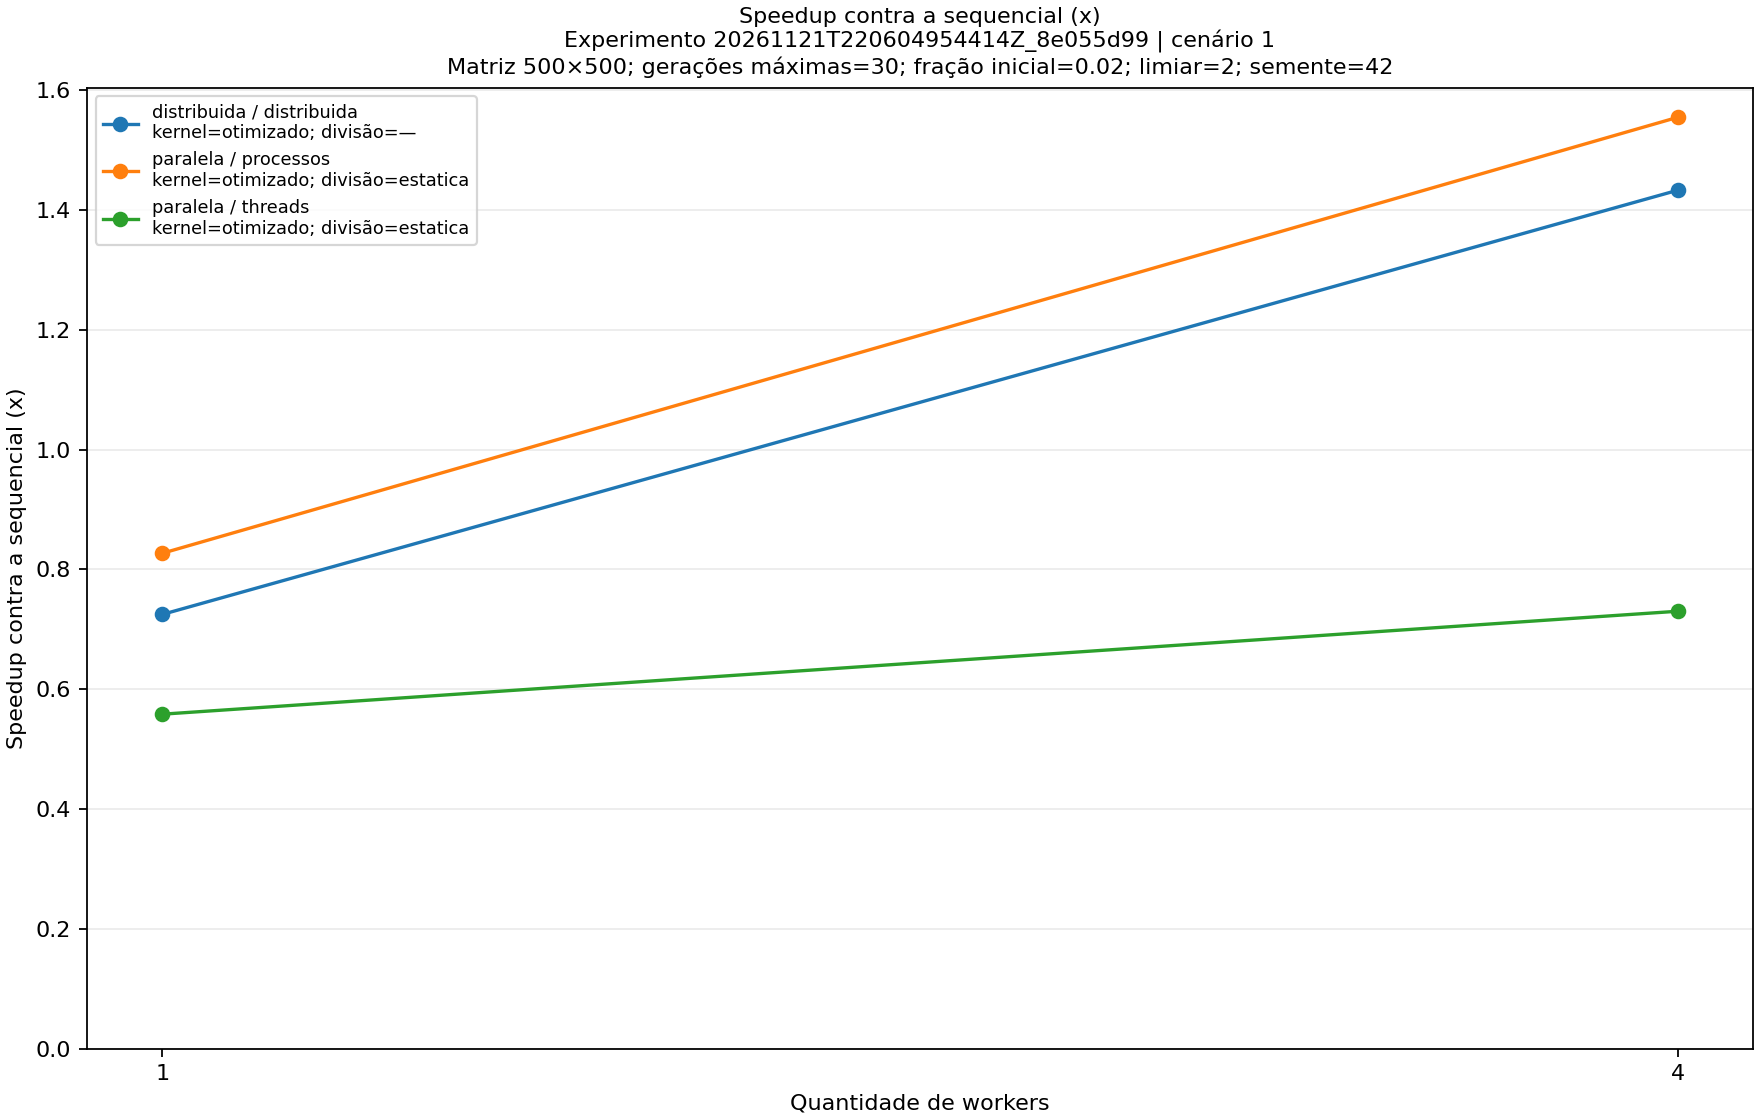 Speedup contra a sequencial (x)
Experimento 20261121T220604954414Z_8e055d99 | cenário 1
Matriz 500×500; gerações máximas=30; fração inicial=0.02; limiar=2; semente=42
distribuida / distribuida
kernel=otimizado; divisão=—
paralela / processos
kernel=otimizado; divisão=estatica
paralela / threads
kernel=otimizado; divisão=estatica
Speedup contra a sequencial (x)
1.6
1.4
1.2
1.0
0.8
0.6
0.4
0.2
0.0
1
4
Quantidade de workers